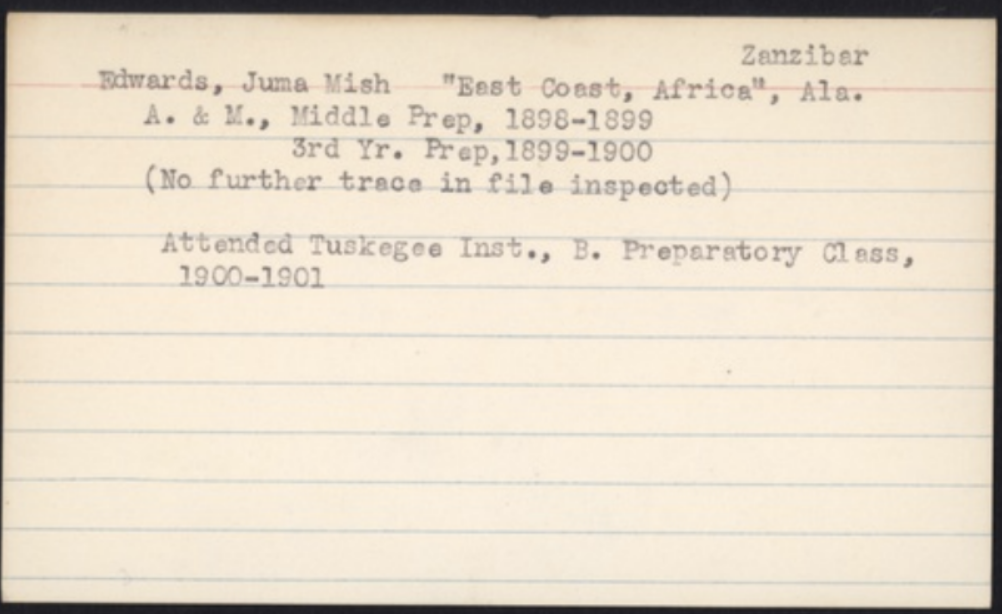 Zanzibar
Edwards, Juma Mish "East Coast, Africa", Ala.
A. & M., Middle Prep, 1898-1899
3rd Yr. Prep,1899-1900
(No further trace in file inspected)
Attended Tuskegee Inst., B. Preparatory Class,
1900-1901